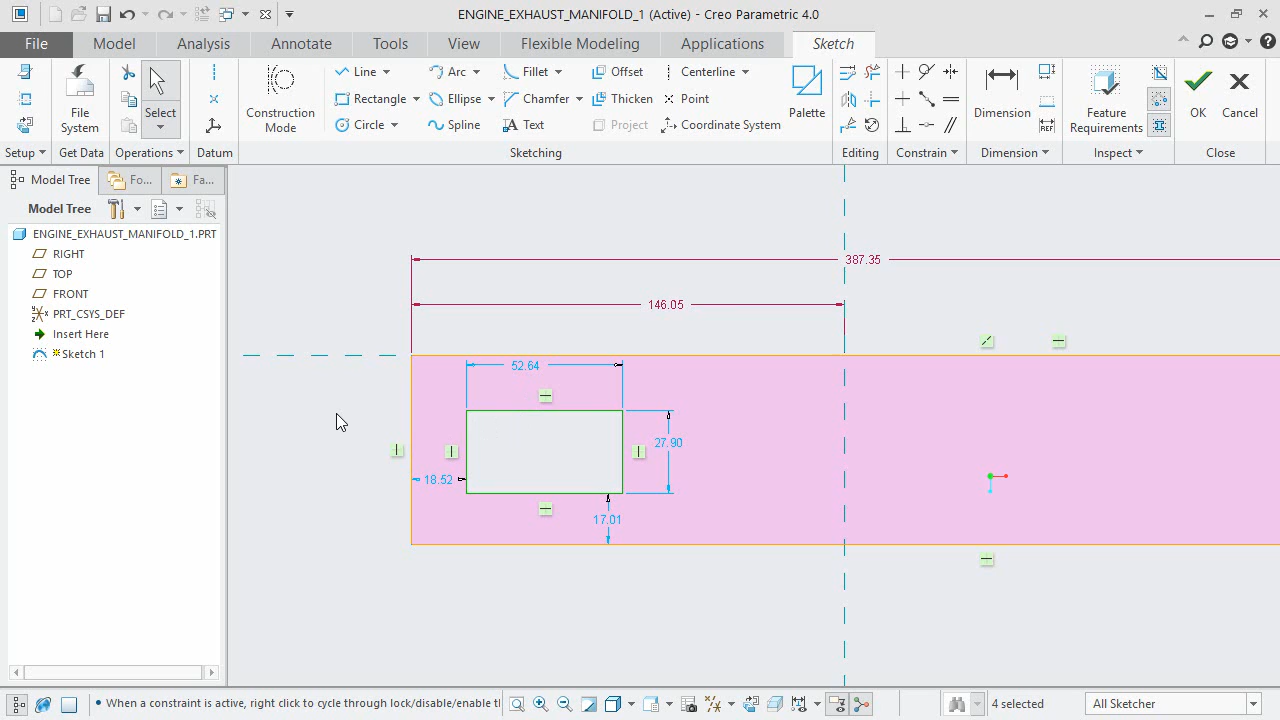 ENGINE_EXHAUST_MANIFOLD_1 (Active) - Creo Parametric 4.0
File Model Analysis Annotate Tools View Flexible Modeling Applications Sketch
Line Arc Fillet Offset Centerline
Rectangle Ellipse Chamfer Thicken Point
Circle Spline Text Project Coordinate System
File System
Select
Construction Mode
Palette
Dimension
Feature Requirements
OK
Cancel
Setup Get Data Operations Datum Sketching Editing Constrain Dimension Inspect Close
Model Tree Fo... Fa...
Model Tree
ENGINE_EXHAUST_MANIFOLD_1.PRT
RIGHT
TOP
FRONT
PRT_CSYS_DEF
Insert Here
Sketch 1
387.35
146.05
52.64
27.90
18.52
17.01
When a constraint is active, right click to cycle through lock/disable/enable t
4 selected
All Sketcher